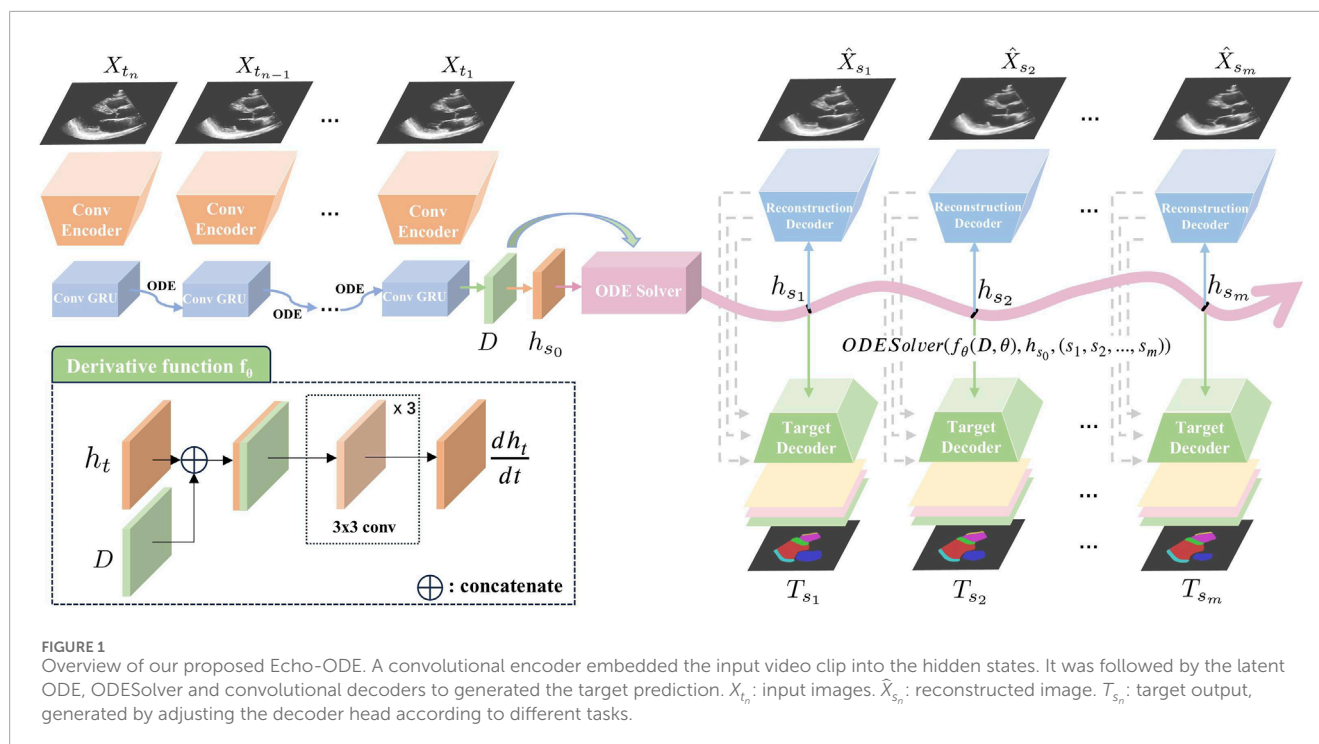 X_{t_n} X_{t_{n-1}} X_{t_1}
...
Conv Encoder
Conv Encoder
...
Conv Encoder
Conv GRU
ODE
Conv GRU
ODE
...
ODE
Conv GRU
D
h_{s_0}
ODE Solver
X̂_{s_1} X̂_{s_2} X̂_{s_m}
...
Reconstruction Decoder
Reconstruction Decoder
...
Reconstruction Decoder
h_{s_1} h_{s_2} h_{s_m}
ODESolver(f_θ(D, θ), h_{s_0}, (s_1, s_2, ..., s_m))
Target Decoder
Target Decoder
...
Target Decoder
...
...
T_{s_1} T_{s_2} T_{s_m}
Derivative function f_θ
h_t
D
x 3
3x3 conv
dh_t
dt
⊕ : concatenate
FIGURE 1
Overview of our proposed Echo-ODE. A convolutional encoder embedded the input video clip into the hidden states. It was followed by the latent
ODE, ODESolver and convolutional decoders to generated the target prediction. X_{t_n}: input images. X̂_{s_n}: reconstructed image. T_{s_n}: target output,
generated by adjusting the decoder head according to different tasks.